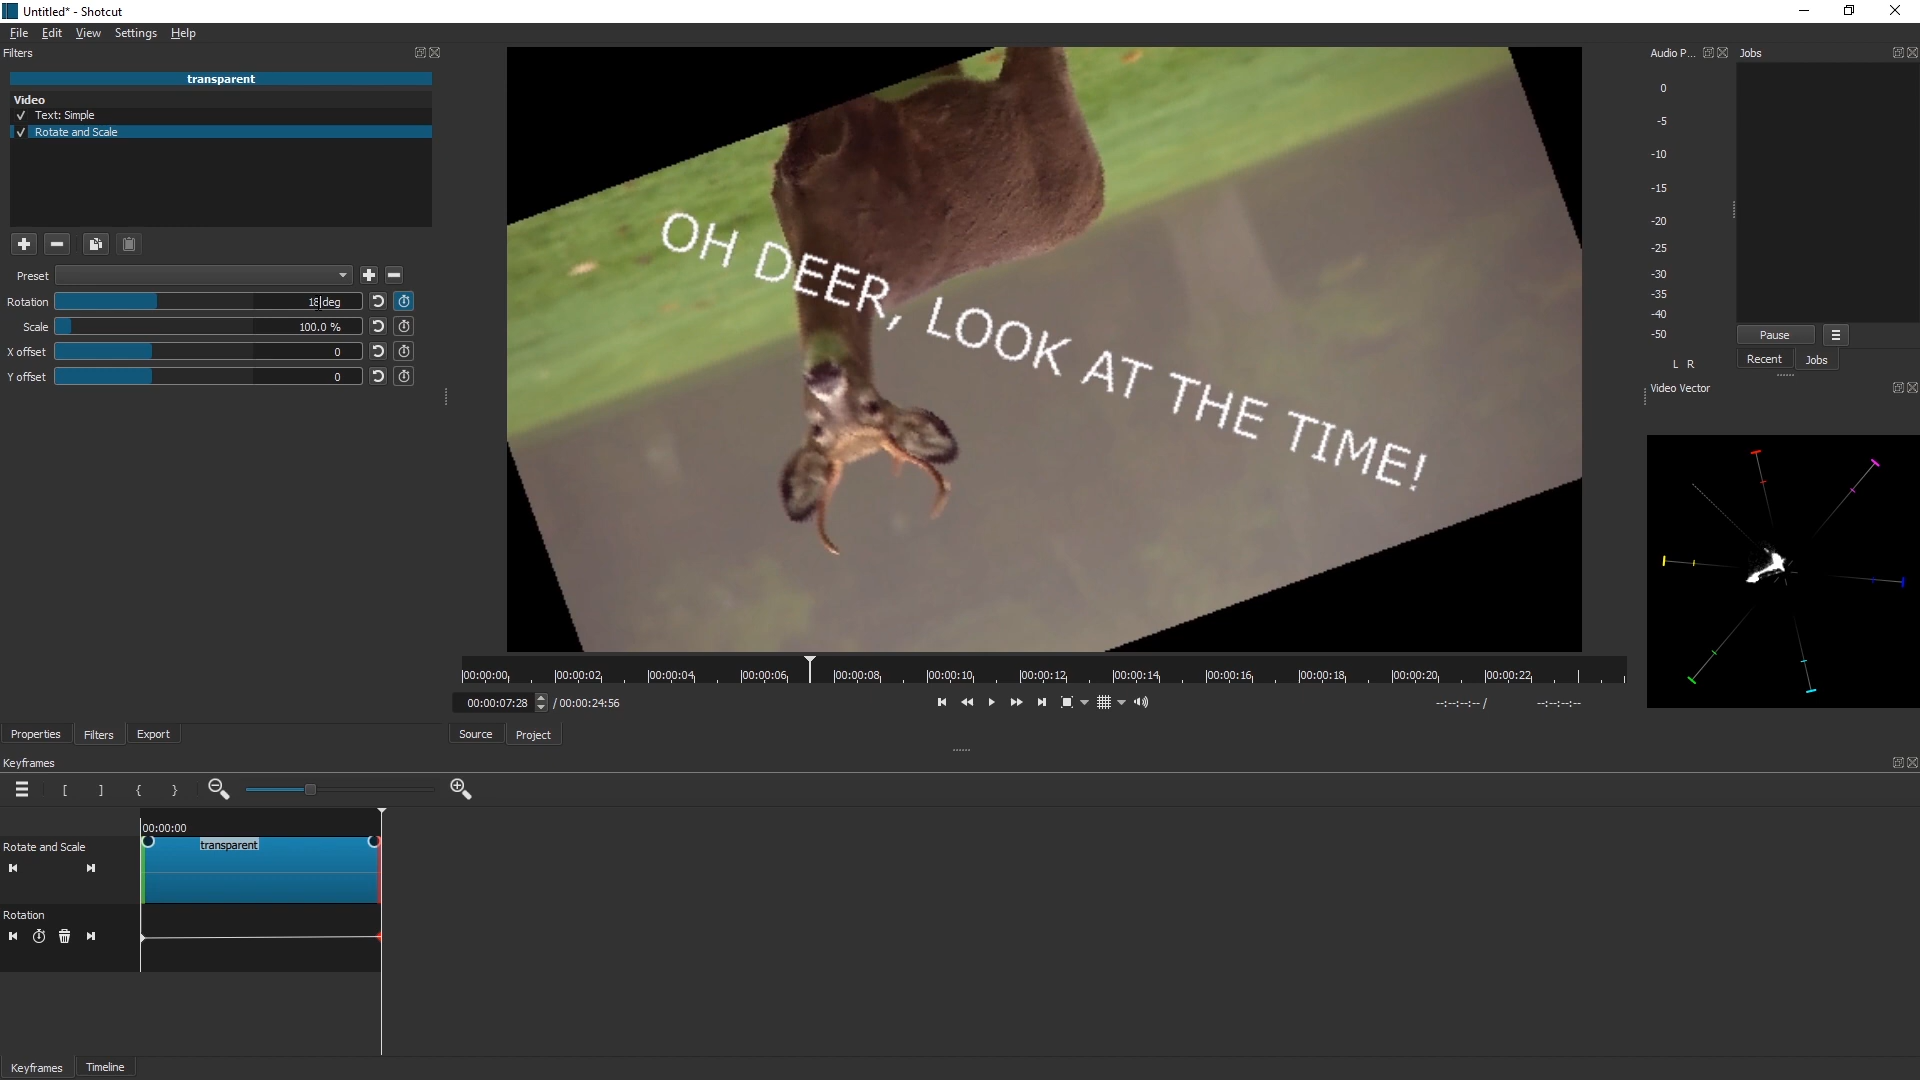 Untitled* - Shotcut
File Edit View Settings Help
Filters
transparent
Video
✓ Text: Simple
✓ Rotate and Scale
Preset
Rotation 18 deg
Scale 100.0 %
X offset 0
Y offset 0
OH DEER, LOOK AT THE TIME!
Audio P...
0
-5
-10
-15
-20
-25
-30
-35
-40
-50
L R
Jobs
Pause
Recent Jobs
Video Vector
00:00:00 00:00:02 00:00:04 00:00:06 00:00:08 00:00:10 00:00:12 00:00:14 00:00:16 00:00:18 00:00:20 00:00:22
00:00:07:28 / 00:00:24:56 --:--:--:-- / --:--:--:--
Properties Filters Export
Source Project
Keyframes
[ ] { }
00:00:00
Rotate and Scale
transparent
Rotation
Keyframes Timeline